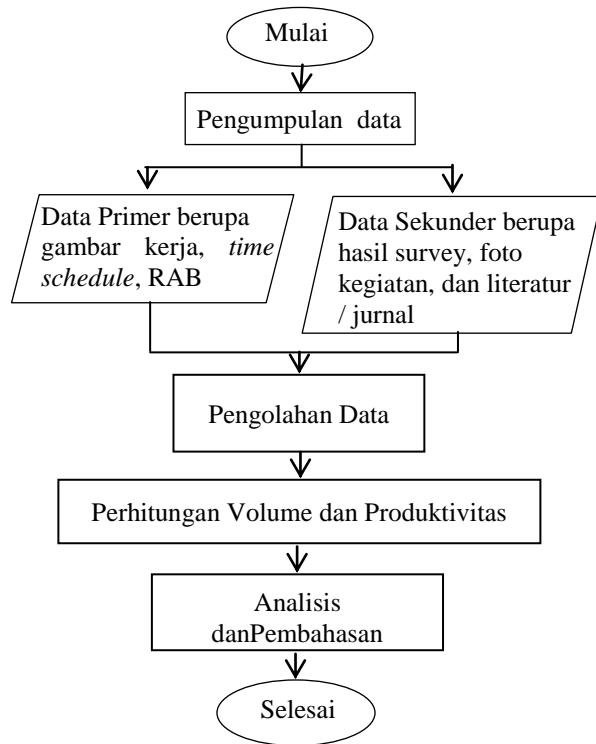 Mulai
Pengumpulan data
Data Primer berupa
gambar kerja, time
schedule, RAB
Data Sekunder berupa
hasil survey, foto
kegiatan, dan literatur
/ jurnal
Pengolahan Data
Perhitungan Volume dan Produktivitas
Analisis
danPembahasan
Selesai